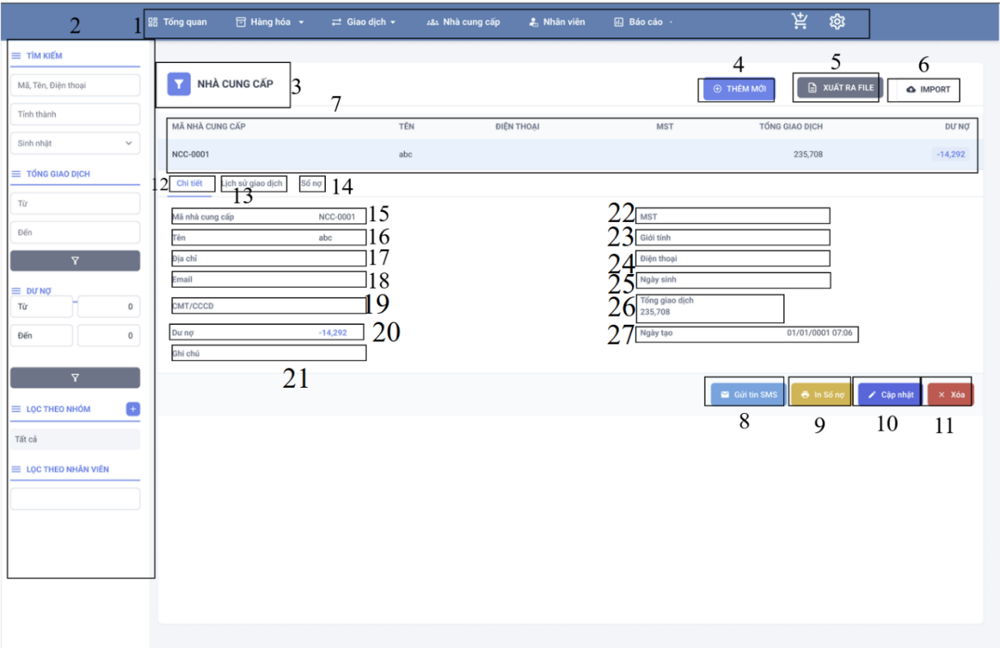 2 1 Tổng quan Hàng hóa Giao dịch Nhà cung cấp Nhân viên Báo cáo
TÌM KIẾM
Mã, Tên, Điện thoại
Tỉnh thành
Sinh nhật
TỔNG GIAO DỊCH
Từ
Đến
DƯ NỢ
Từ 0
Đến 0
LỌC THEO NHÓM
Tất cả
LỌC THEO NHÂN VIÊN
NHÀ CUNG CẤP 3
4 5 6
THÊM MỚI XUẤT RA FILE IMPORT
7
MÃ NHÀ CUNG CẤP TÊN ĐIỆN THOẠI MST TỔNG GIAO DỊCH DƯ NỢ
NCC-0001 abc 235,708 -14,292
12 Chi tiết Lịch sử giao dịch 13 Sổ nợ 14
Mã nhà cung cấp NCC-0001 15
Tên abc 16
Địa chỉ 17
Email 18
CMT/CCCD 19
Dư nợ -14,292 20
Ghi chú
21
22 MST
23 Giới tính
24 Điện thoại
25 Ngày sinh
26 Tổng giao dịch
235,708
27 Ngày tạo 01/01/0001 07:06
Gửi tin SMS In Sổ nợ Cập nhật Xóa
8 9 10 11